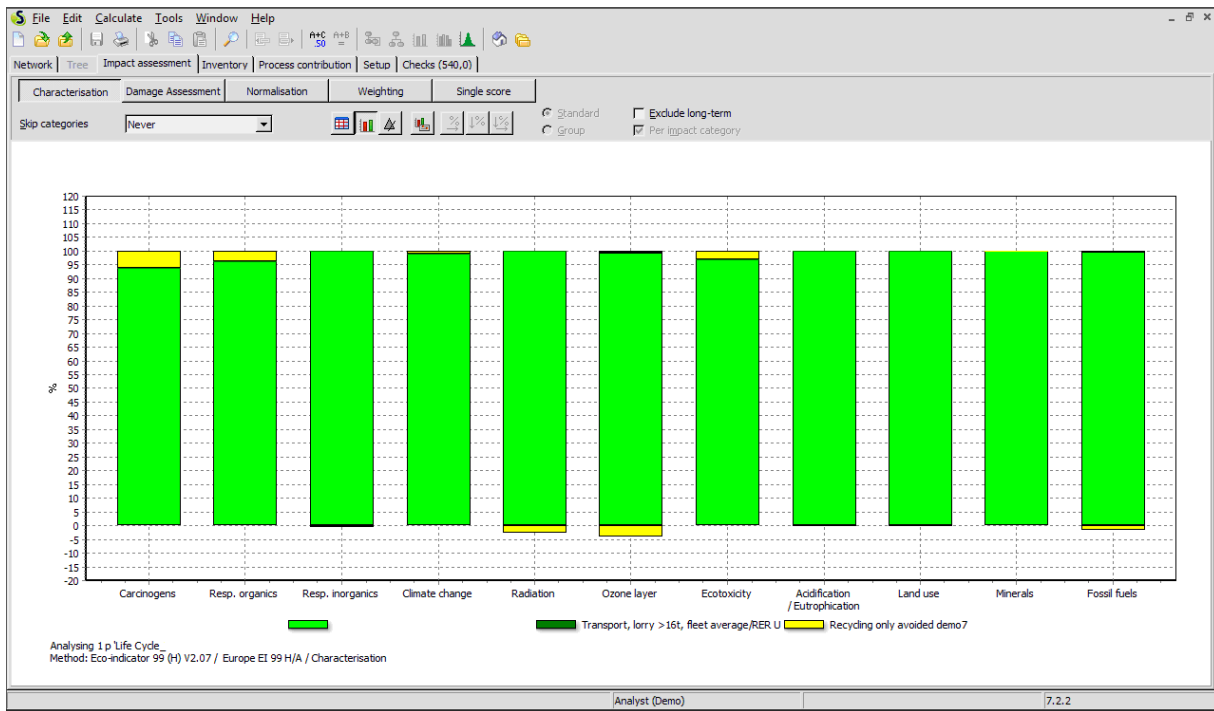 File Edit Calculate Tools Window Help
A+C .50 A+B =
Network Tree Impact assessment Inventory Process contribution Setup Checks (540,0)
Characterisation Damage Assessment Normalisation Weighting Single score
Skip categories Never Standard Exclude long-term
Group Per impact category
120
115
110
105
100
95
90
85
80
75
70
65
60
55
50
45
40
35
30
25
20
15
10
5
0
-5
-10
-15
-20
%
Carcinogens Resp. organics Resp. inorganics Climate change Radiation Ozone layer Ecotoxicity Acidification / Eutrophication Land use Minerals Fossil fuels
Transport, lorry >16t, fleet average/RER U Recycling only avoided demo7
Analysing 1 p 'Life Cycle_
Method: Eco-indicator 99 (H) V2.07 / Europe EI 99 H/A / Characterisation
Analyst (Demo) 7.2.2